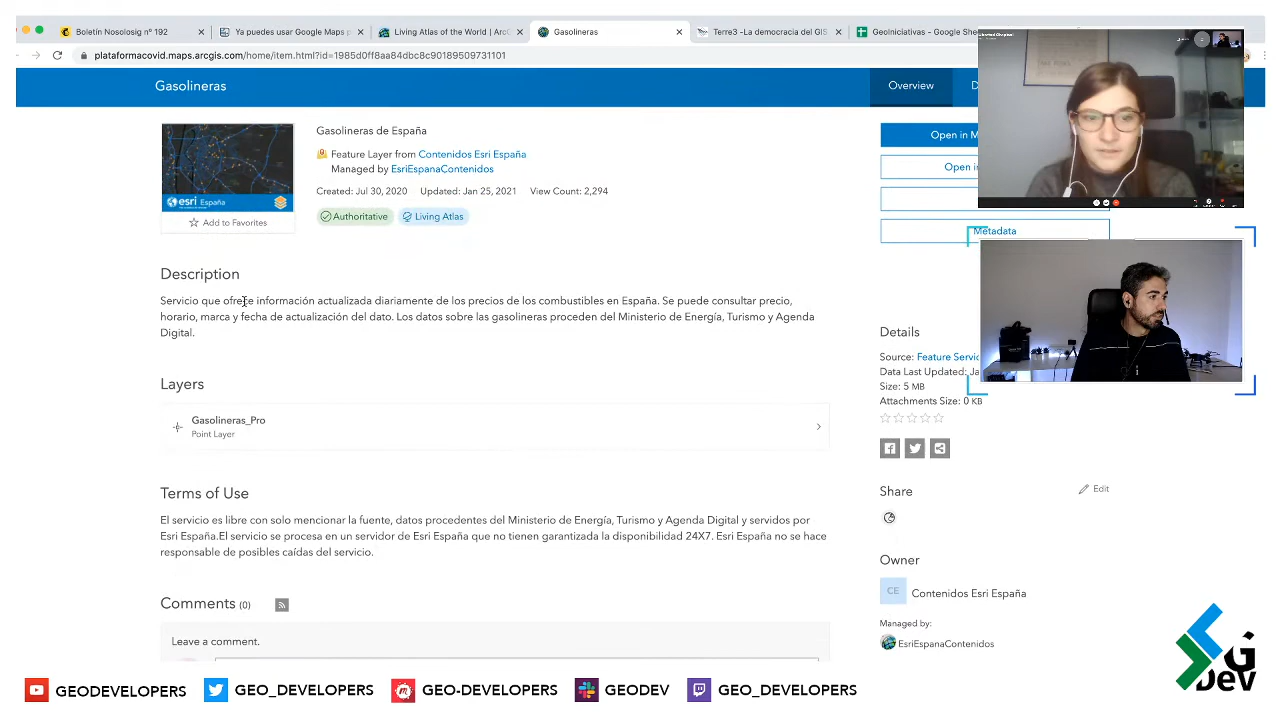 Boletín Nosolosig nº 192
Ya puedes usar Google Maps p
Living Atlas of the World | ArcG
Gasolineras
Terre3 -La democracia del GIS
GeoIniciativas - Google She
plataformacovid.maps.arcgis.com/home/item.html?id=1985d0ff8aa84dbc8c90189509731101
Gasolineras
Overview
D
esri España
Add to Favorites
Gasolineras de España
Feature Layer from Contenidos Esri España
Managed by EsriEspanaContenidos
Created: Jul 30, 2020 Updated: Jan 25, 2021 View Count: 2,294
Authoritative
Living Atlas
Open in M
Open in
Metadata
Description
Servicio que ofrece información actualizada diariamente de los precios de los combustibles en España. Se puede consultar precio,
horario, marca y fecha de actualización del dato. Los datos sobre las gasolineras proceden del Ministerio de Energía, Turismo y Agenda
Digital.
Layers
Gasolineras_Pro
Point Layer
Terms of Use
El servicio es libre con solo mencionar la fuente, datos procedentes del Ministerio de Energía, Turismo y Agenda Digital y servidos por
Esri España.El servicio se procesa en un servidor de Esri España que no tienen garantizada la disponibilidad 24X7. Esri España no se hace
responsable de posibles caídas del servicio.
Comments (0)
Leave a comment.
Details
Source: Feature Servic
Data Last Updated: Ja
Size: 5 MB
Attachments Size: 0 KB
Share
Edit
Owner
CE
Contenidos Esri España
Managed by:
EsriEspanaContenidos
GEODEVELOPERS
GEO_DEVELOPERS
GEO-DEVELOPERS
GEODEV
GEO_DEVELOPERS
G
Dev